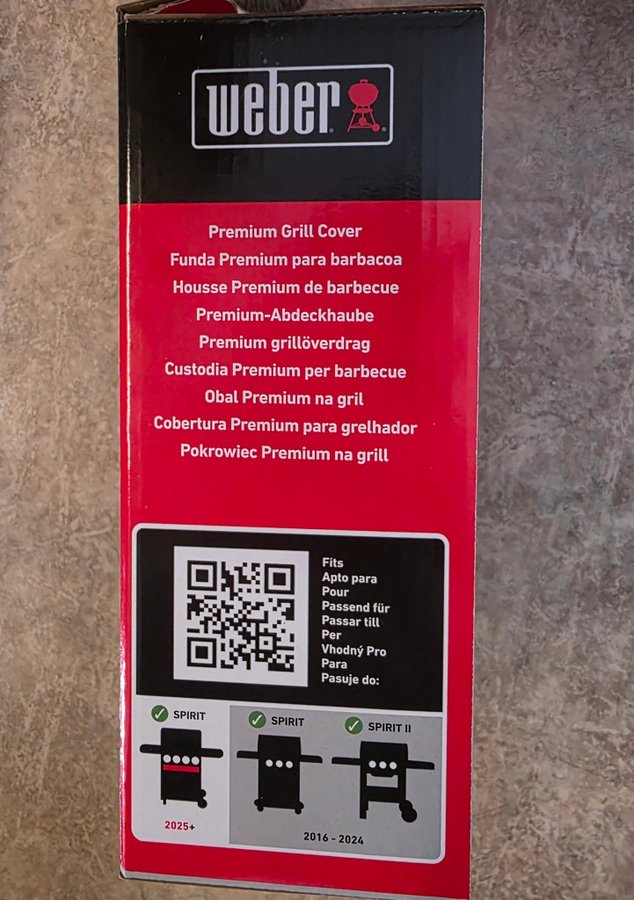 weber
Premium Grill Cover
Funda Premium para barbacoa
Housse Premium de barbecue
Premium-Abdeckhaube
Premium grillöverdrag
Custodia Premium per barbecue
Obal Premium na gril
Cobertura Premium para grelhador
Pokrowiec Premium na grill
Fits
Apto para
Pour
Passend für
Passar till
Per
Vhodný Pro
Para
Pasuje do:
SPIRIT
SPIRIT
SPIRIT II
2025+
2016 - 2024